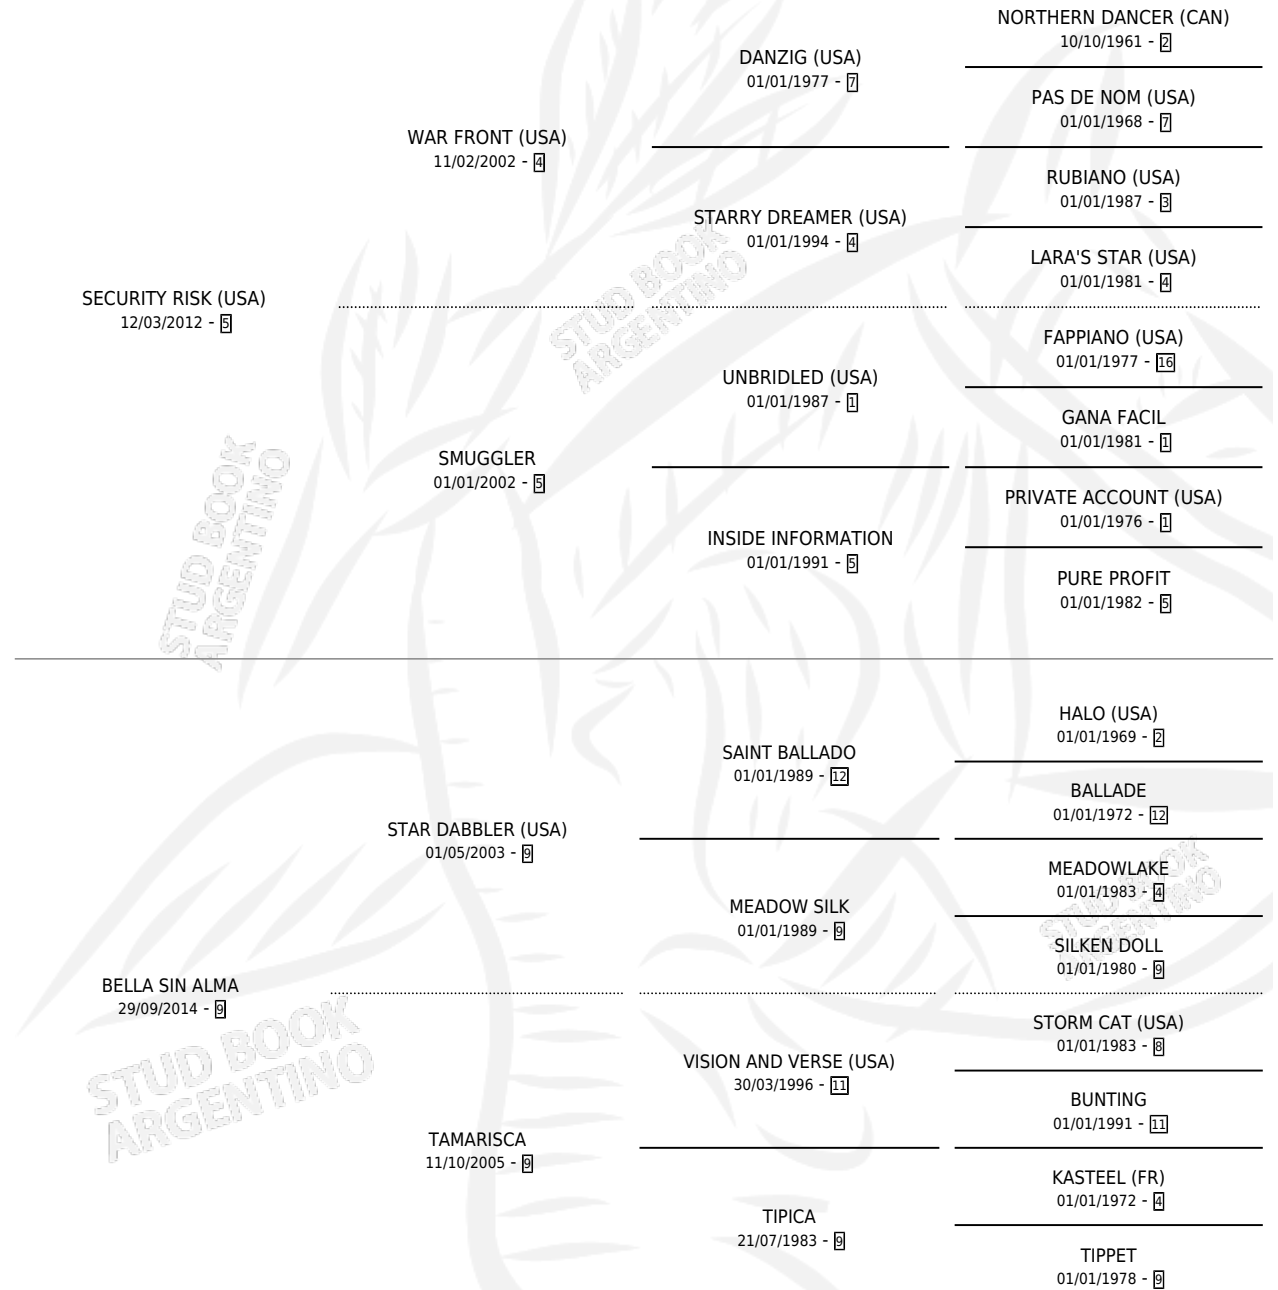 NORTHERN DANCER (CAN)
10/10/1961 - 2
DANZIG (USA)
01/01/1977 - 7
PAS DE NOM (USA)
01/01/1968 - 7
WAR FRONT (USA)
11/02/2002 - 4
RUBIANO (USA)
01/01/1987 - 3
STARRY DREAMER (USA)
01/01/1994 - 4
LARA'S STAR (USA)
01/01/1981 - 4
SECURITY RISK (USA)
12/03/2012 - 5
FAPPIANO (USA)
01/01/1977 - 16
UNBRIDLED (USA)
01/01/1987 - 1
GANA FACIL
01/01/1981 - 1
SMUGGLER
01/01/2002 - 5
PRIVATE ACCOUNT (USA)
01/01/1976 - 1
INSIDE INFORMATION
01/01/1991 - 5
PURE PROFIT
01/01/1982 - 5
HALO (USA)
01/01/1969 - 2
SAINT BALLADO
01/01/1989 - 12
BALLADE
01/01/1972 - 12
STAR DABBLER (USA)
01/05/2003 - 9
MEADOWLAKE
01/01/1983 - 4
MEADOW SILK
01/01/1989 - 9
SILKEN DOLL
01/01/1980 - 9
BELLA SIN ALMA
29/09/2014 - 9
STORM CAT (USA)
01/01/1983 - 8
VISION AND VERSE (USA)
30/03/1996 - 11
BUNTING
01/01/1991 - 11
TAMARISCA
11/10/2005 - 9
KASTEEL (FR)
01/01/1972 - 4
TIPICA
21/07/1983 - 9
TIPPET
01/01/1978 - 9
STUD BOOK
ARGENTINO
STUD BOOK
ARGENTINO
STUD BOOK
ARGENTINO
STUD BOOK
ARGENTINO